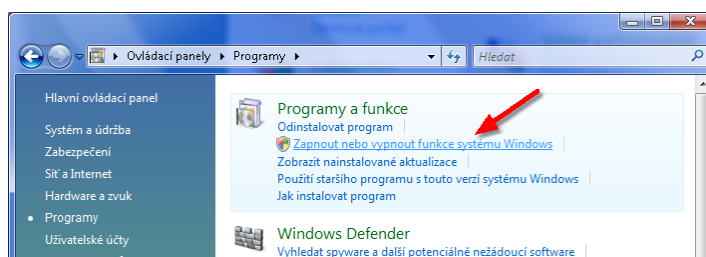 Ovládací panely ▸ Programy ▸
Hledat
Hlavní ovládací panel
Systém a údržba
Zabezpečení
Síť a Internet
Hardware a zvuk
Programy
Uživatelské účty
Programy a funkce
Odinstalovat program
Zapnout nebo vypnout funkce systému Windows
Zobrazit nainstalované aktualizace
Použití staršího programu s touto verzí systému Windows
Jak instalovat program
Windows Defender
Vyhledat spyware a další potenciálně nežádoucí software